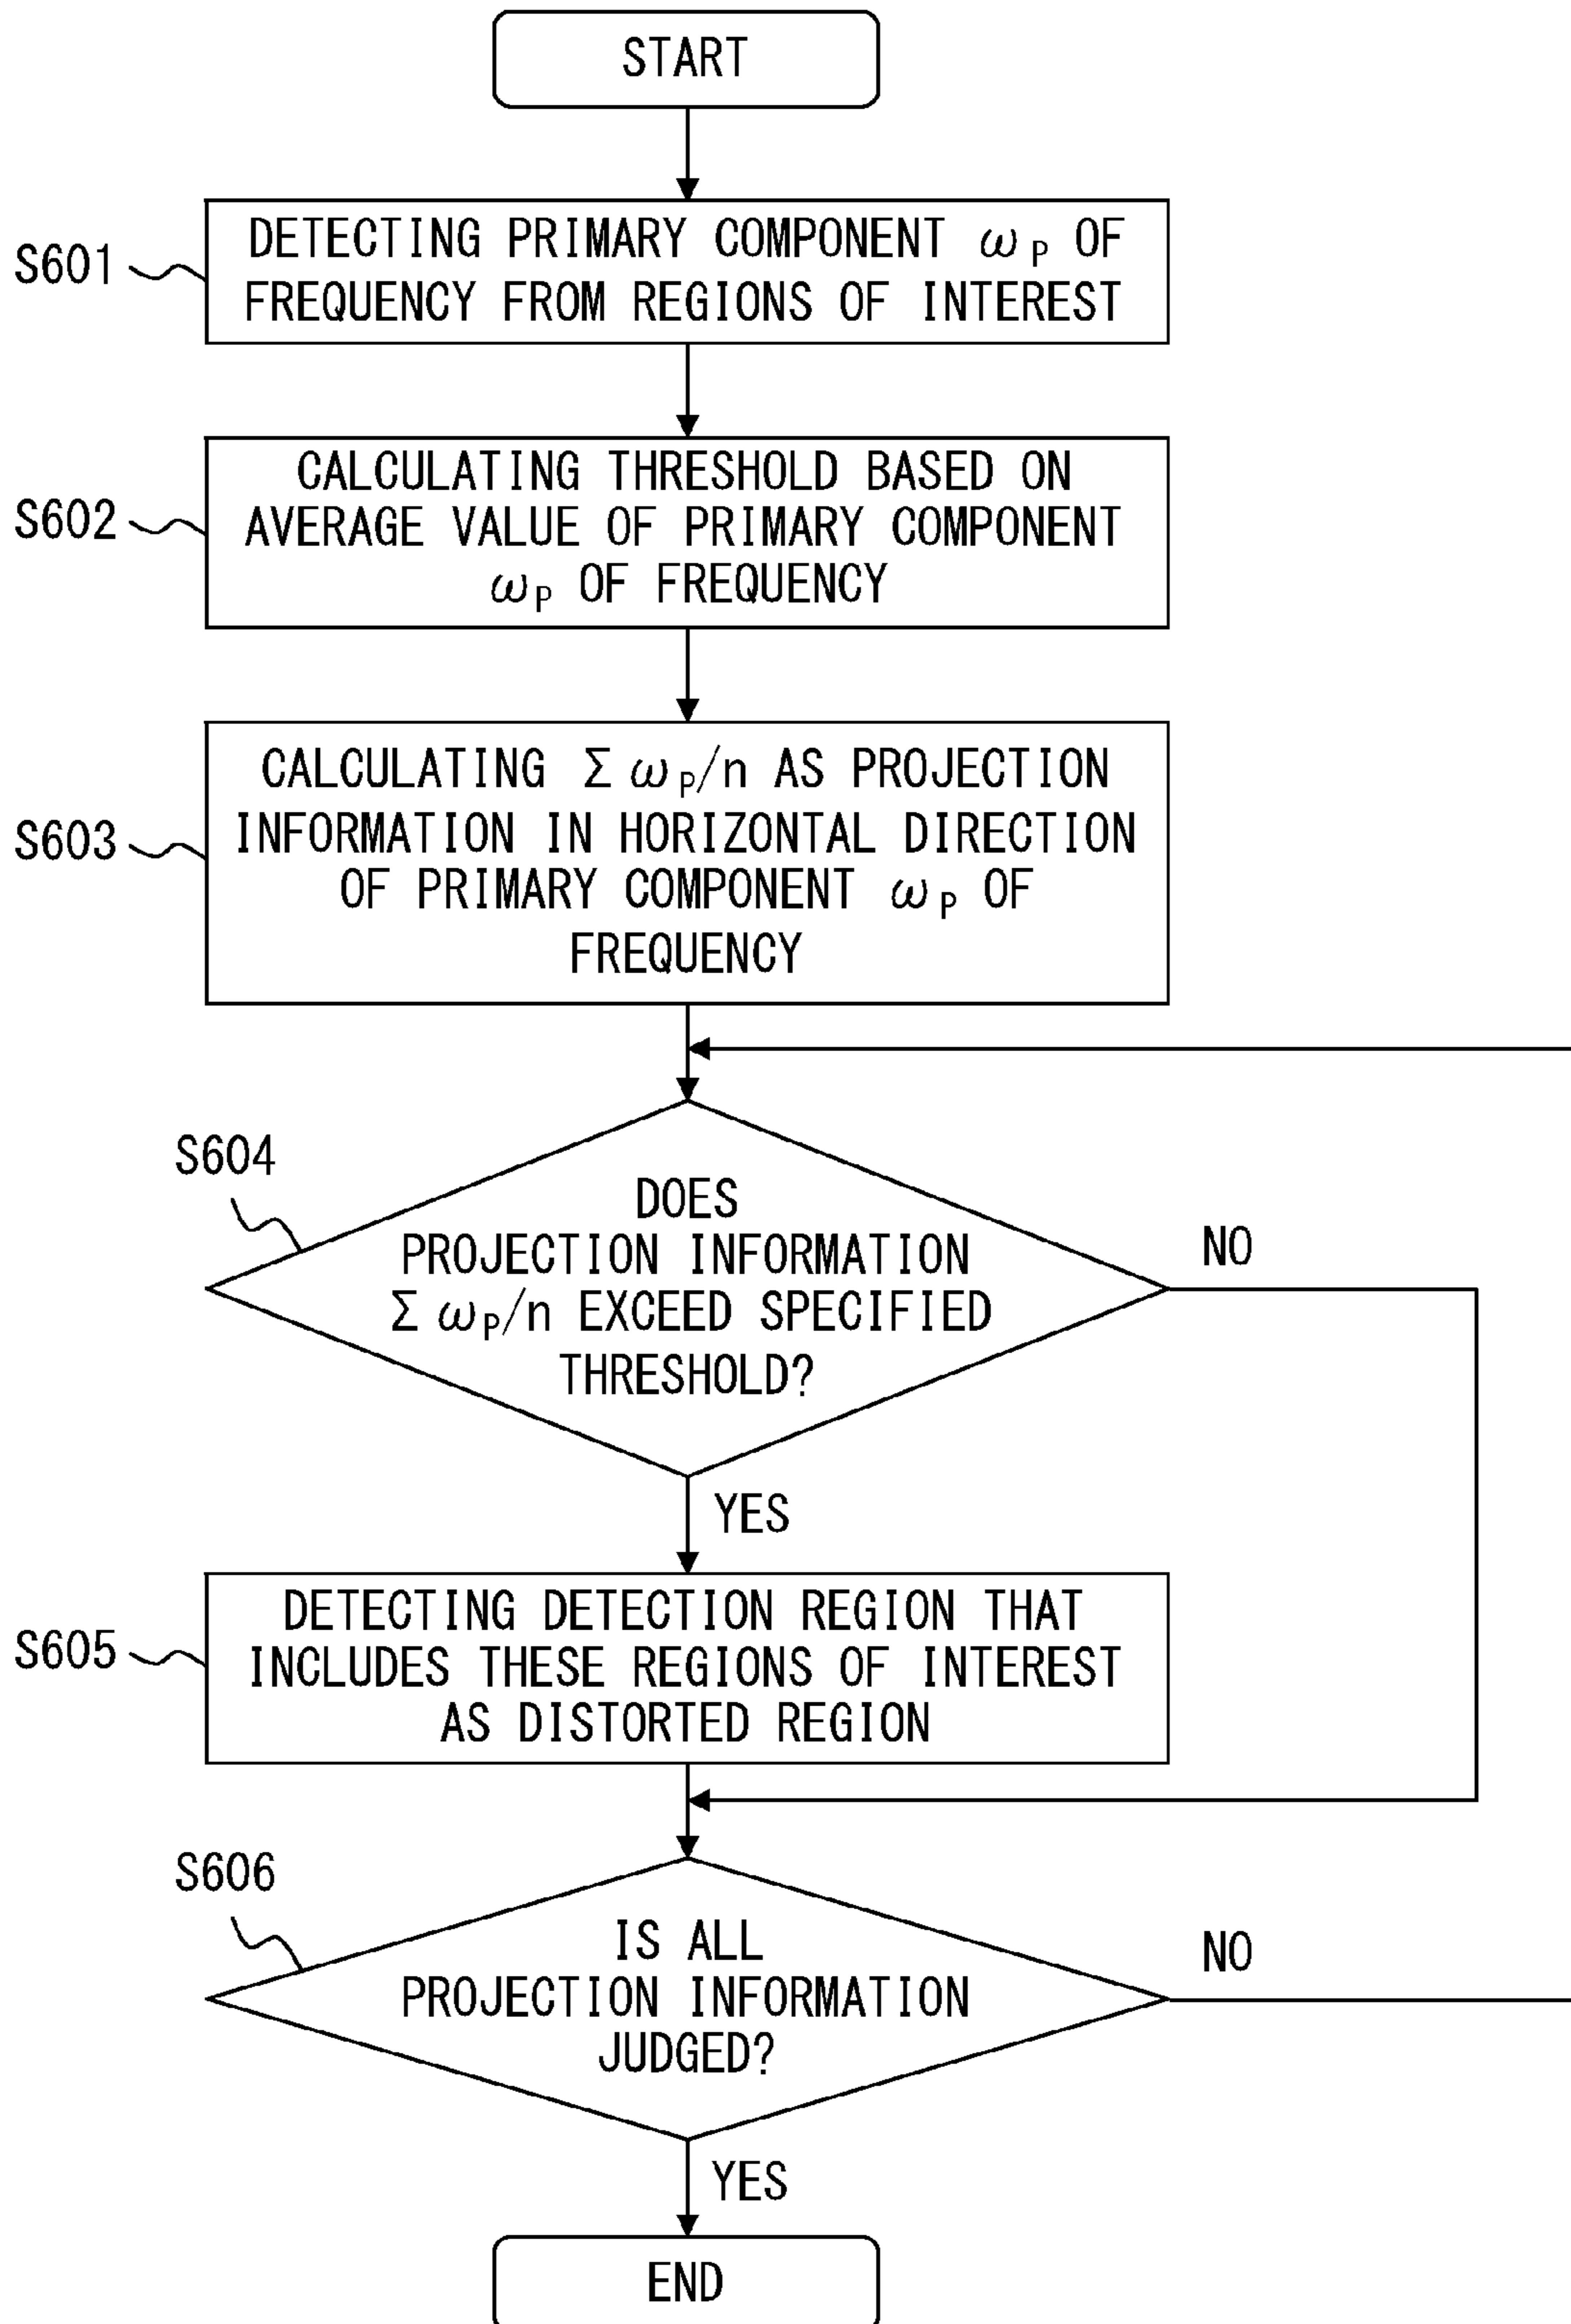 START
S601
DETECTING PRIMARY COMPONENT ωP OF
FREQUENCY FROM REGIONS OF INTEREST
S602
CALCULATING THRESHOLD BASED ON
AVERAGE VALUE OF PRIMARY COMPONENT
ωP OF FREQUENCY
S603
CALCULATING Σ ωP/n AS PROJECTION
INFORMATION IN HORIZONTAL DIRECTION
OF PRIMARY COMPONENT ωP OF
FREQUENCY
S604
DOES
PROJECTION INFORMATION
Σ ωP/n EXCEED SPECIFIED
THRESHOLD?
NO
YES
S605
DETECTING DETECTION REGION THAT
INCLUDES THESE REGIONS OF INTEREST
AS DISTORTED REGION
S606
IS ALL
PROJECTION INFORMATION
JUDGED?
NO
YES
END